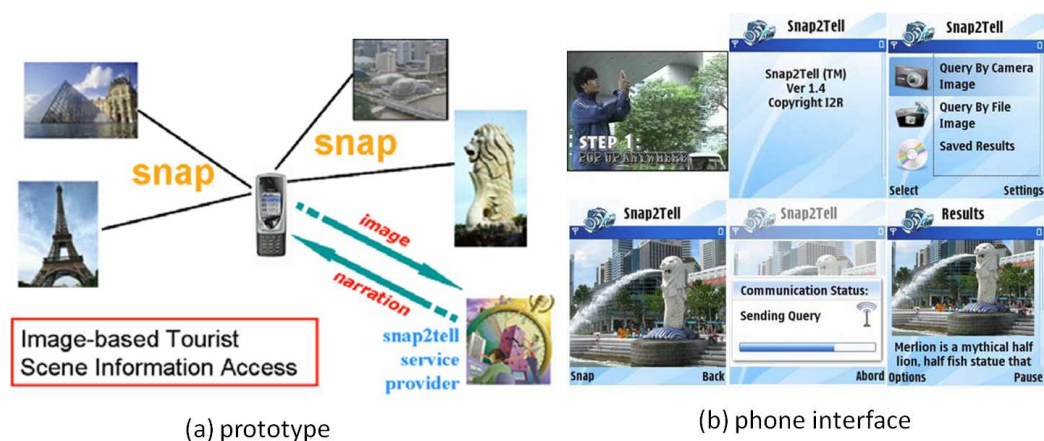 snap
snap
image
narration
snap2tell
service
provider
Image-based Tourist
Scene Information Access
(a) prototype
STEP 1:
POP UP ANYWHERE
Snap2Tell
Snap2Tell (TM)
Ver 1.4
Copyright I2R
Snap2Tell
Query By Camera
Image
Query By File
Image
Saved Results
Select Settings
Snap2Tell
Snap Back
Snap2Tell
Communication Status:
Sending Query
Abord
Results
Merlion is a mythical half
lion, half fish statue that
Options Pause
(b) phone interface